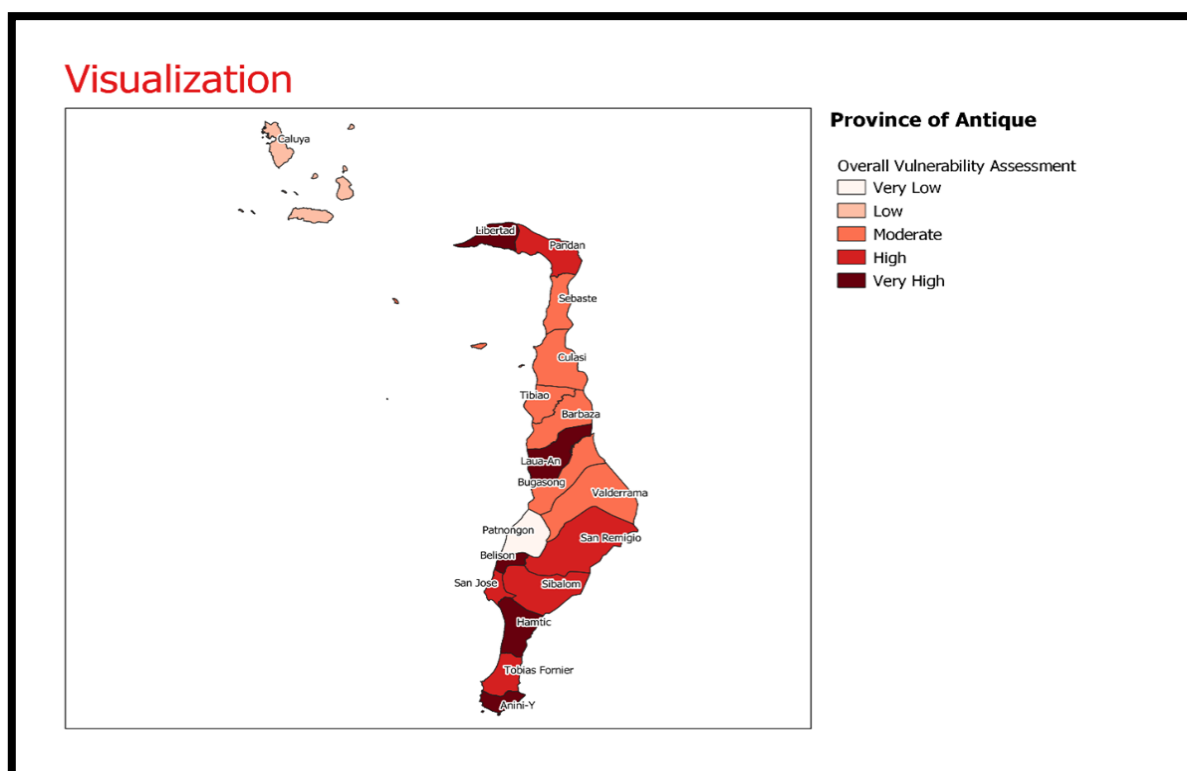 Visualization
Province of Antique
Overall Vulnerability Assessment
Very Low
Low
Moderate
High
Very High
Caluya
Libertad
Pandan
Sebaste
Culasi
Tibiao
Barbaza
Laua-An
Bugasong
Valderrama
Patnongon
San Remigio
Belison
San Jose
Sibalom
Hamtic
Tobias Fornier
Anini-Y